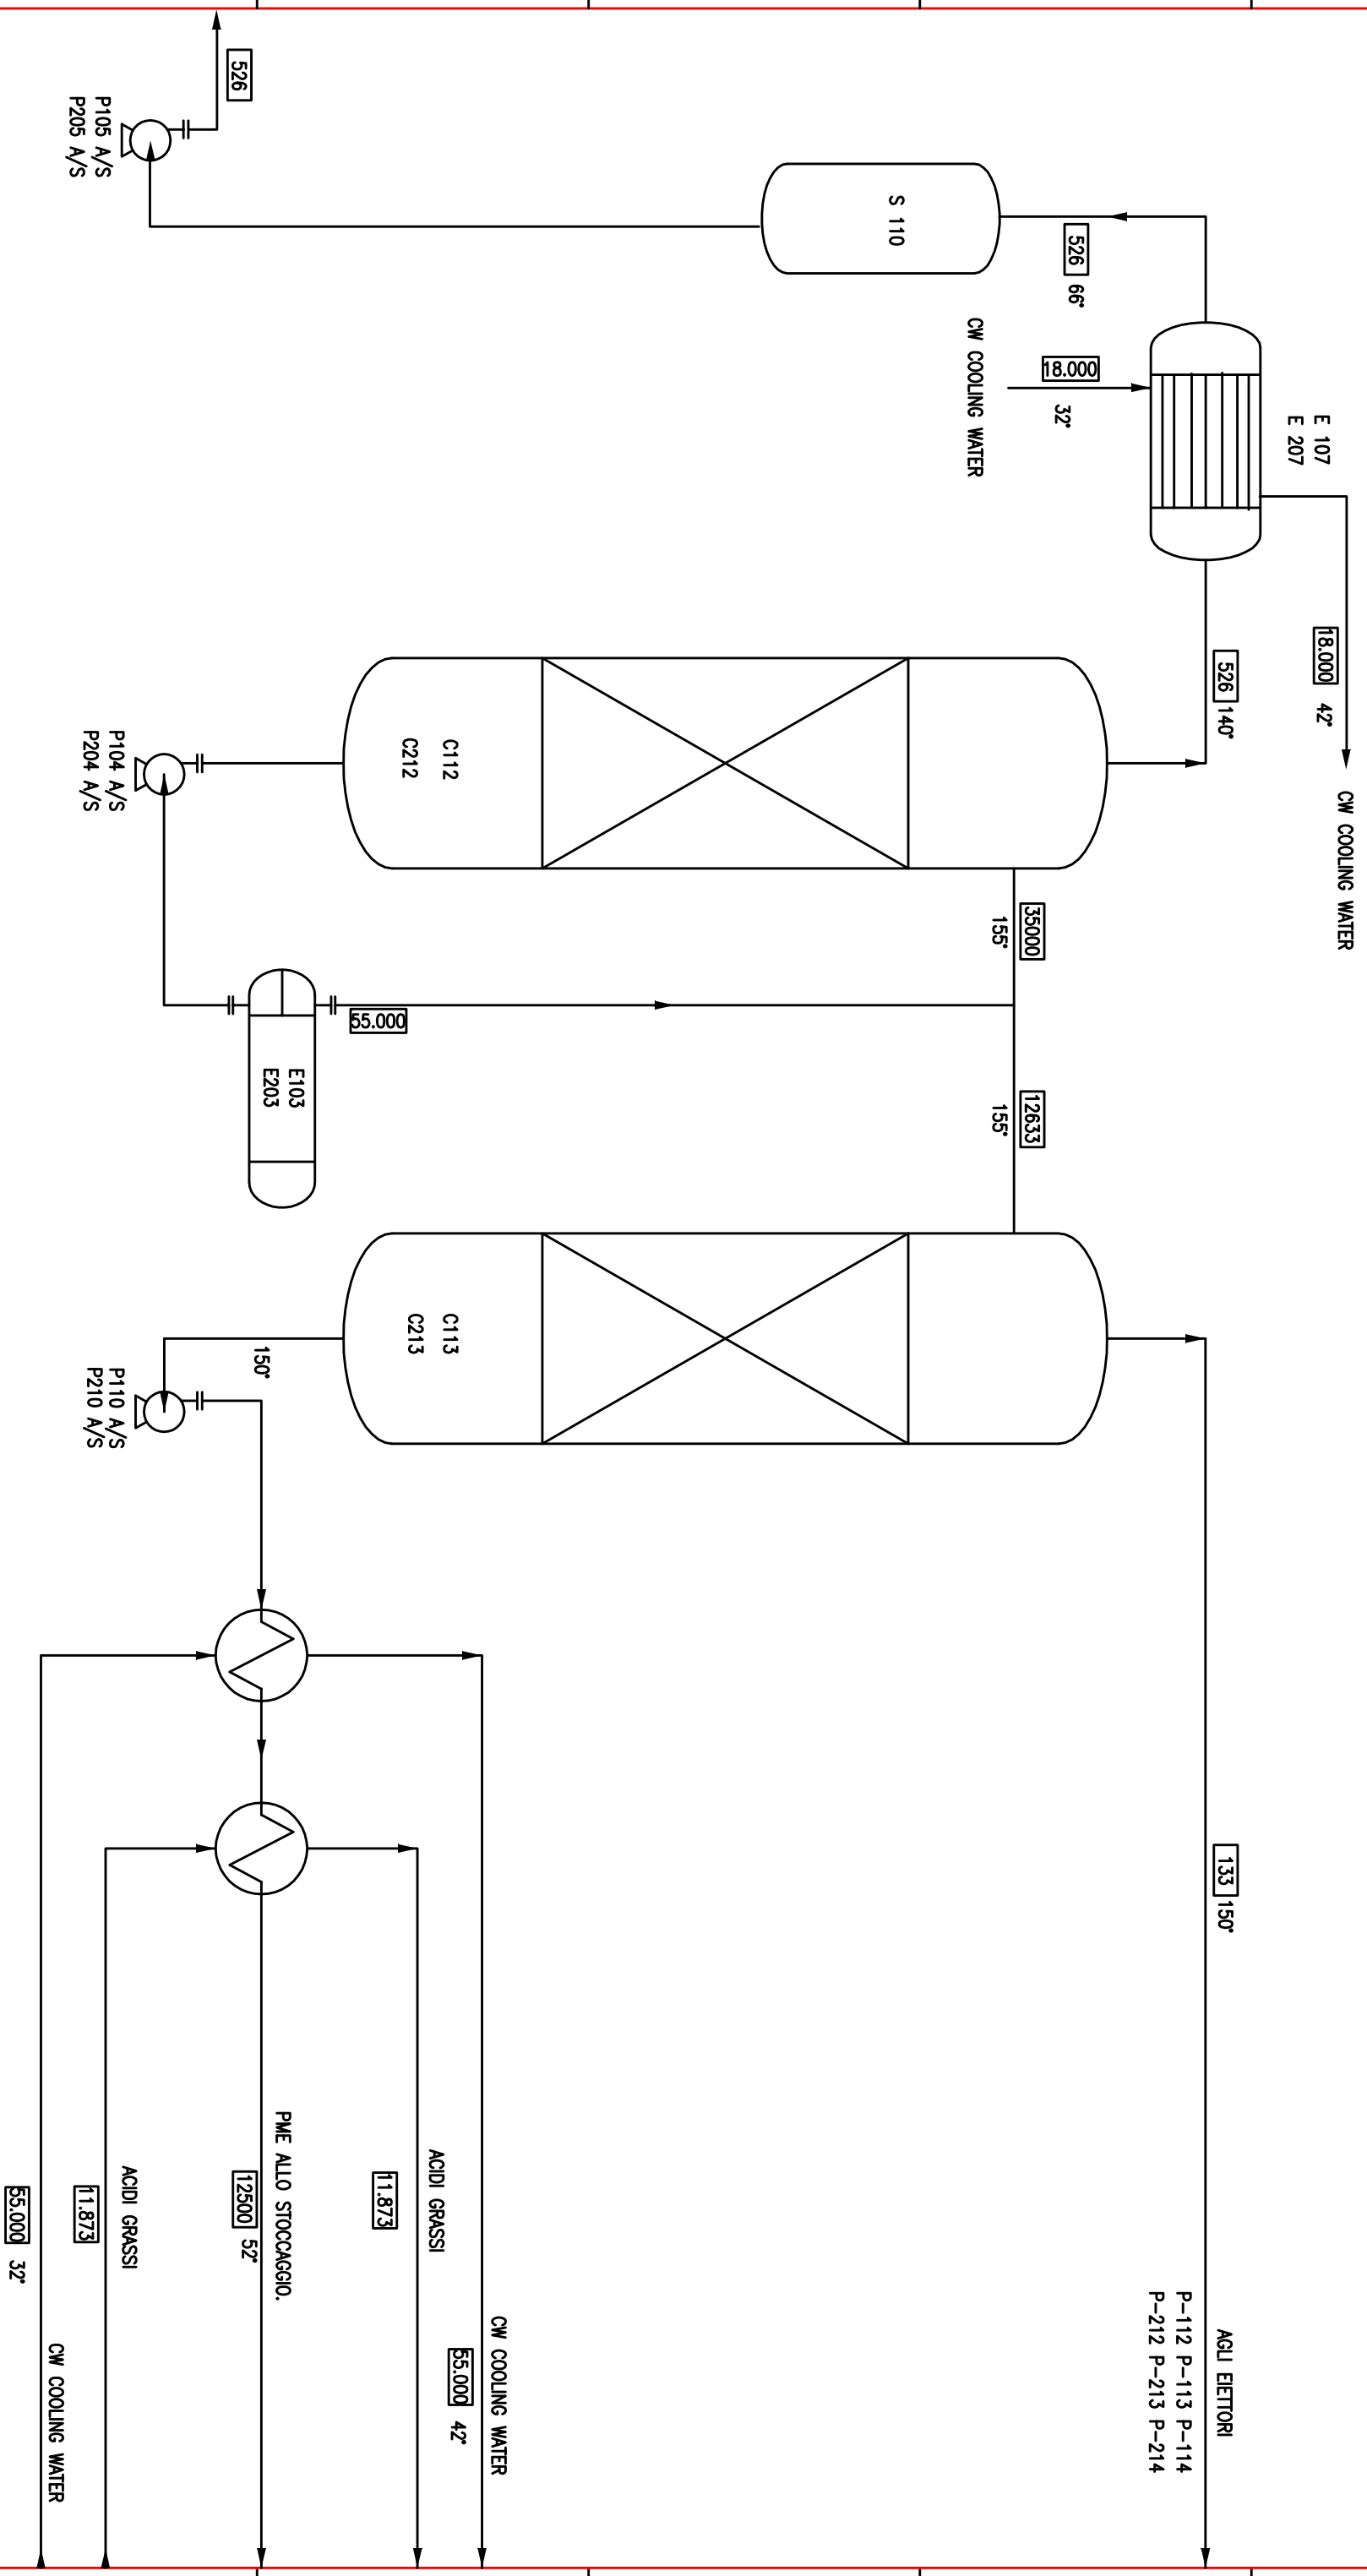 526
P105 A/S
P205 A/S
S 110
526 66°
18.000
32°
CW COOLING WATER
E 107
E 207
18.000 42°
CW COOLING WATER
526 140°
C112
C212
P104 A/S
P204 A/S
35000
155°
55.000
E103
E203
12633
155°
C113
C213
150°
P110 A/S
P210 A/S
133 150°
AGLI EIETTORI
P-112 P-113 P-114
P-212 P-213 P-214
CW COOLING WATER
55.000 42°
ACIDI GRASSI
11.873
PME ALLO STOCCAGGIO.
12500 52°
ACIDI GRASSI
11.873
CW COOLING WATER
55.000 32°